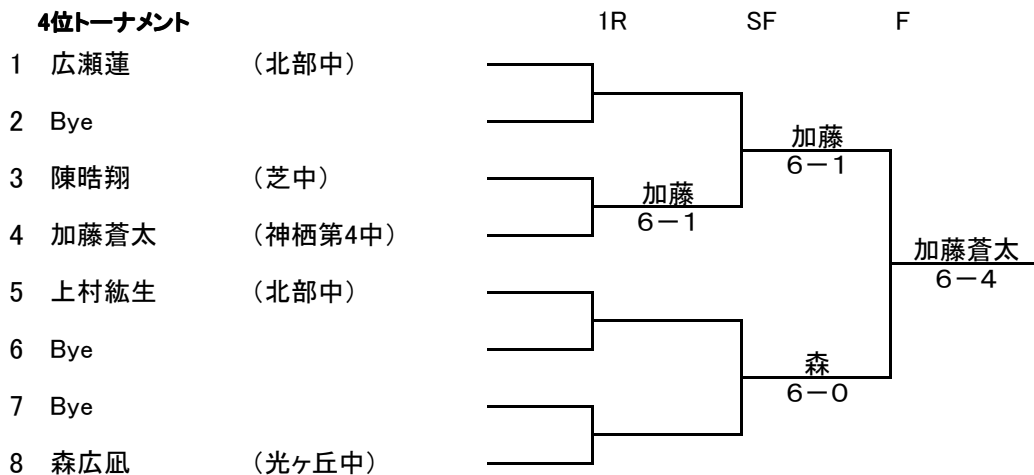 4位トーナメント 1R SF F
1 広瀬蓮 （北部中）
2 Bye
加藤
6－1
3 陳晧翔 （芝中）
加藤
6－1
4 加藤蒼太 （神栖第4中）
加藤蒼太
6－4
5 上村紘生 （北部中）
6 Bye
森
6－0
7 Bye
8 森広凪 （光ヶ丘中）